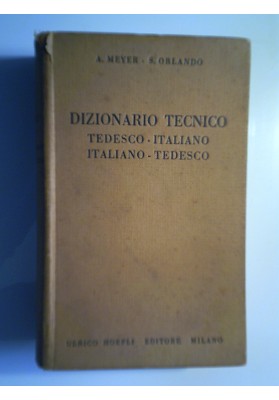 A. MEYER - S. ORLANDO
DIZIONARIO TECNICO
TEDESCO - ITALIANO
ITALIANO - TEDESCO
ULRICO HOEPLI EDITORE MILANO